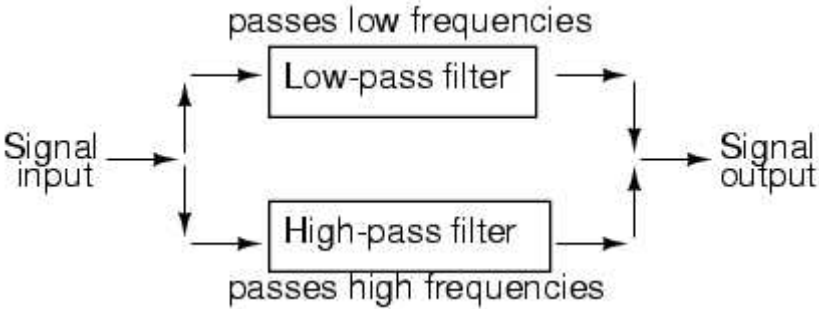 passes low frequencies
Low-pass filter
Signal
input
Signal
output
High-pass filter
passes high frequencies